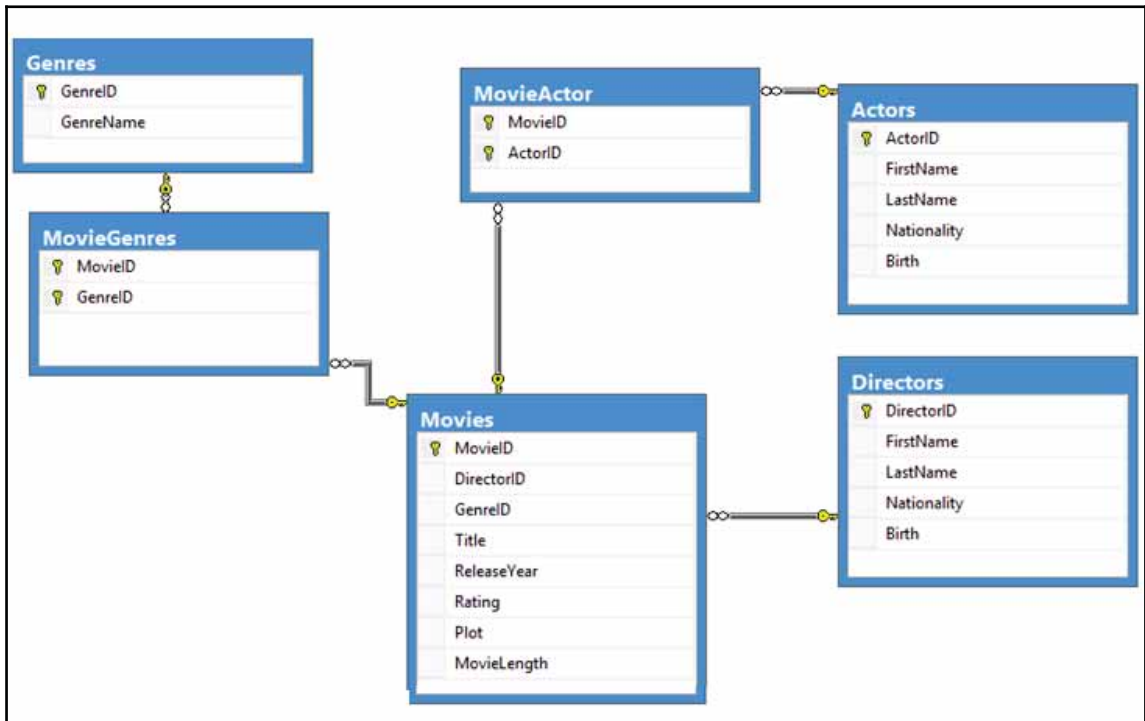 Genres
GenreID
GenreName
MovieGenres
MovieID
GenreID
MovieActor
MovieID
ActorID
Actors
ActorID
FirstName
LastName
Nationality
Birth
Movies
MovieID
DirectorID
GenreID
Title
ReleaseYear
Rating
Plot
MovieLength
Directors
DirectorID
FirstName
LastName
Nationality
Birth